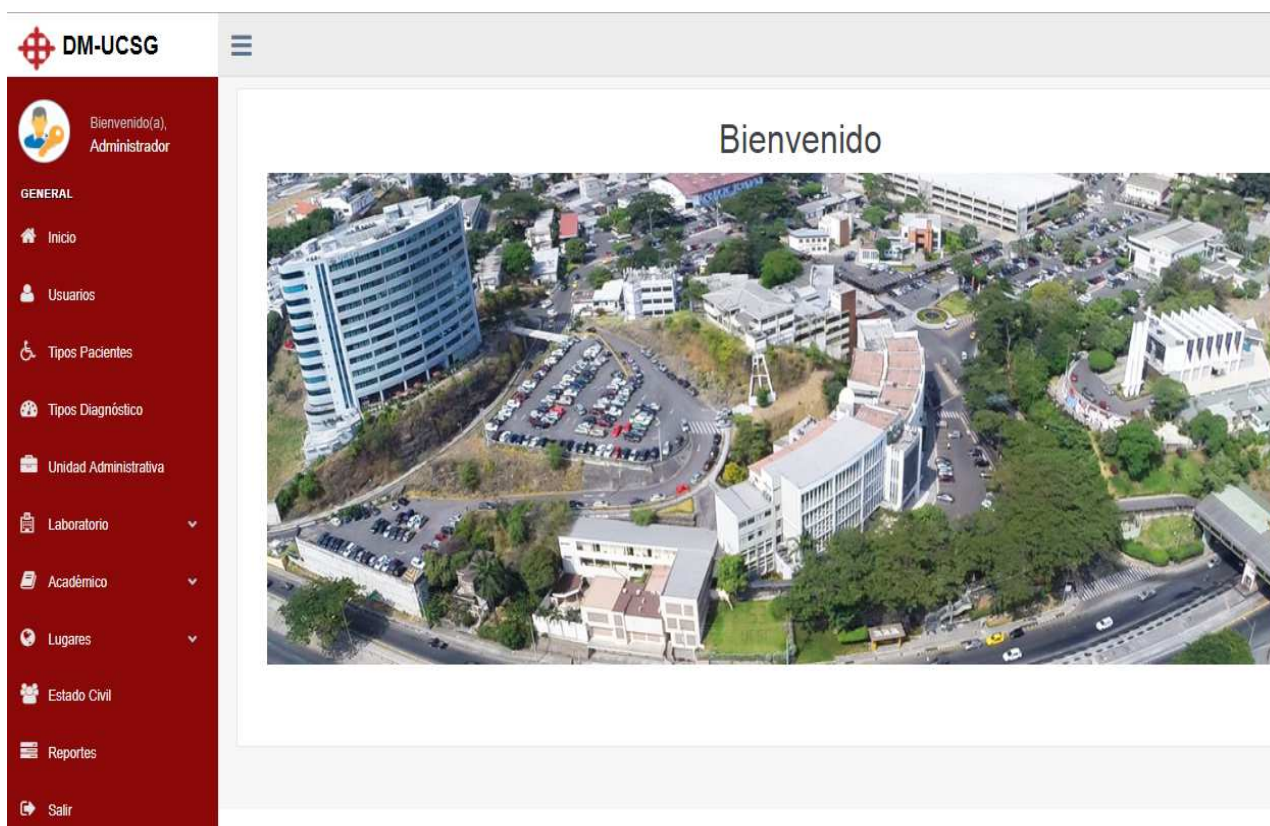 DM-UCSG
Bienvenido(a),
Administrador
GENERAL
Inicio
Usuarios
Tipos Pacientes
Tipos Diagnóstico
Unidad Administrativa
Laboratorio
Académico
Lugares
Estado Civil
Reportes
Salir
Bienvenido